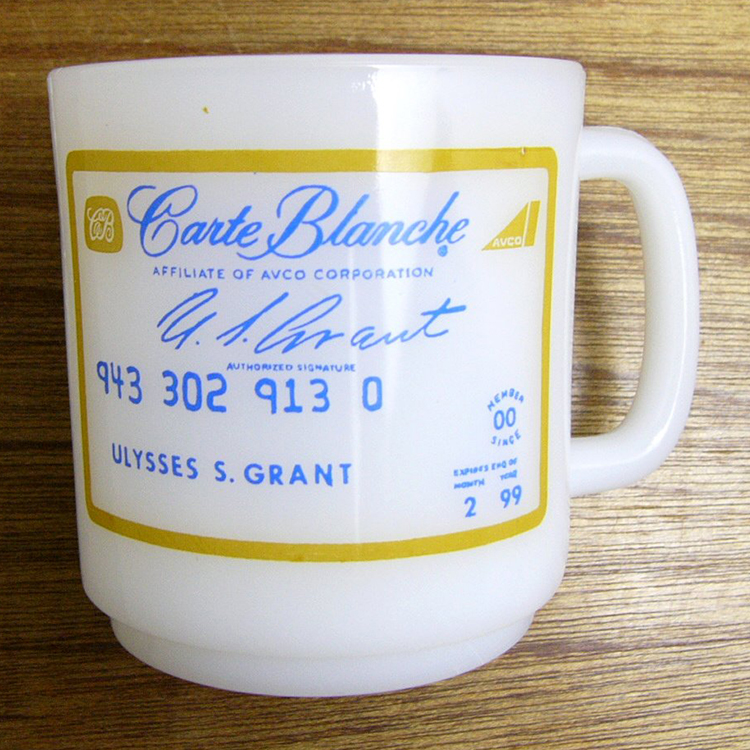 CB
Carte Blanche®
AVCO
AFFILIATE OF AVCO CORPORATION
U. S. Grant
AUTHORIZED SIGNATURE
943 302 913 0
MEMBER
00
SINCE
ULYSSES S. GRANT
EXPIRES END OF
MONTH YEAR
2 99